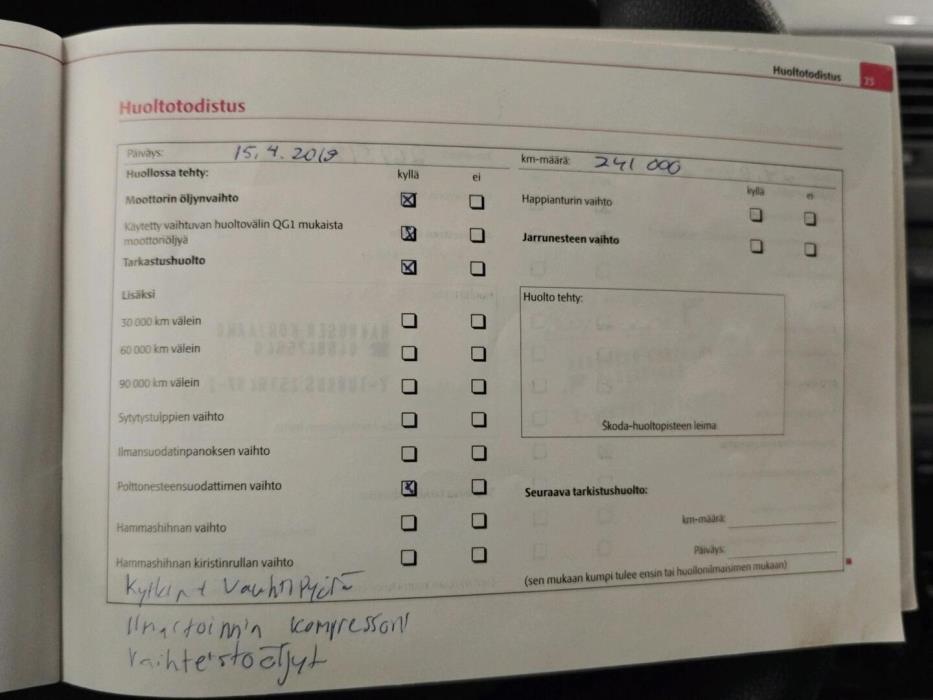 Huoltotodistus 25
Huoltotodistus
Päiväys: 15.4.2019 km-määrä: 241 000
Huollossa tehty: kyllä ei
kyllä ei
Moottorin öljynvaihto
Happianturin vaihto
Käytetty vaihtuvan huoltovälin QG1 mukaista
moottoriöljyä
Jarrunesteen vaihto
Tarkastushuolto
Lisäksi
Huolto tehty:
30 000 km välein
60 000 km välein
90 000 km välein
Sytytystulppien vaihto
Škoda-huoltopisteen leima
Ilmansuodatinpanoksen vaihto
Polttonesteensuodattimen vaihto
Seuraava tarkistushuolto:
km-määrä:
Hammashihnan vaihto
Päiväys:
Hammashihnan kiristinrullan vaihto
(sen mukaan kumpi tulee ensin tai huollonilmaisimen mukaan)
Kytkin + Vauhtipyörä
Ilmastoinnin kompressori
Vaihteistoöljyt